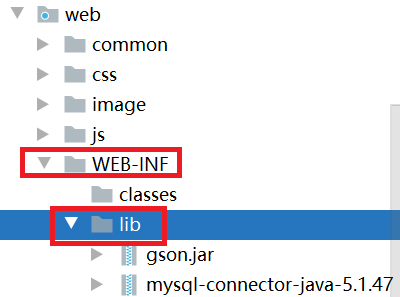 web
common
css
image
js
WEB-INF
classes
lib
gson.jar
mysql-connector-java-5.1.47